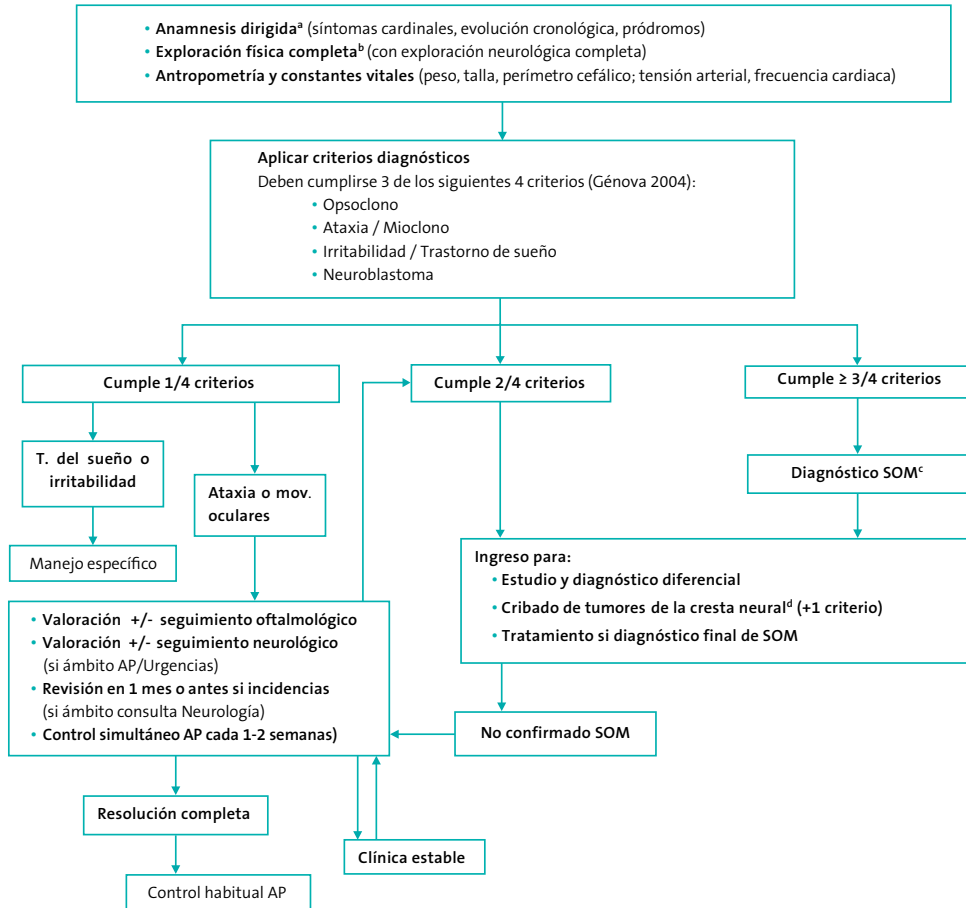 • Anamnesis dirigidaᵃ (síntomas cardinales, evolución cronológica, pródromos)
• Exploración física completaᵇ (con exploración neurológica completa)
• Antropometría y constantes vitales (peso, talla, perímetro cefálico; tensión arterial, frecuencia cardiaca)
Aplicar criterios diagnósticos
Deben cumplirse 3 de los siguientes 4 criterios (Génova 2004):
• Opsoclono
• Ataxia / Mioclono
• Irritabilidad / Trastorno de sueño
• Neuroblastoma
Cumple 1/4 criterios
Cumple 2/4 criterios
Cumple ≥ 3/4 criterios
T. del sueño o
irritabilidad
Ataxia o mov.
oculares
Diagnóstico SOMᶜ
Manejo específico
Ingreso para:
• Estudio y diagnóstico diferencial
• Cribado de tumores de la cresta neuralᵈ (+1 criterio)
• Tratamiento si diagnóstico final de SOM
• Valoración +/- seguimiento oftalmológico
• Valoración +/- seguimiento neurológico
(si ámbito AP/Urgencias)
• Revisión en 1 mes o antes si incidencias
(si ámbito consulta Neurología)
• Control simultáneo AP cada 1-2 semanas)
No confirmado SOM
Resolución completa
Clínica estable
Control habitual AP